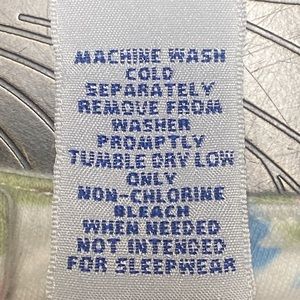 MACHINE WASH
COLD
SEPARATELY
REMOVE FROM
WASHER
PROMPTLY
TUMBLE DRY LOW
ONLY
NON-CHLORINE
BLEACH
WHEN NEEDED
NOT INTENDED
FOR SLEEPWEAR